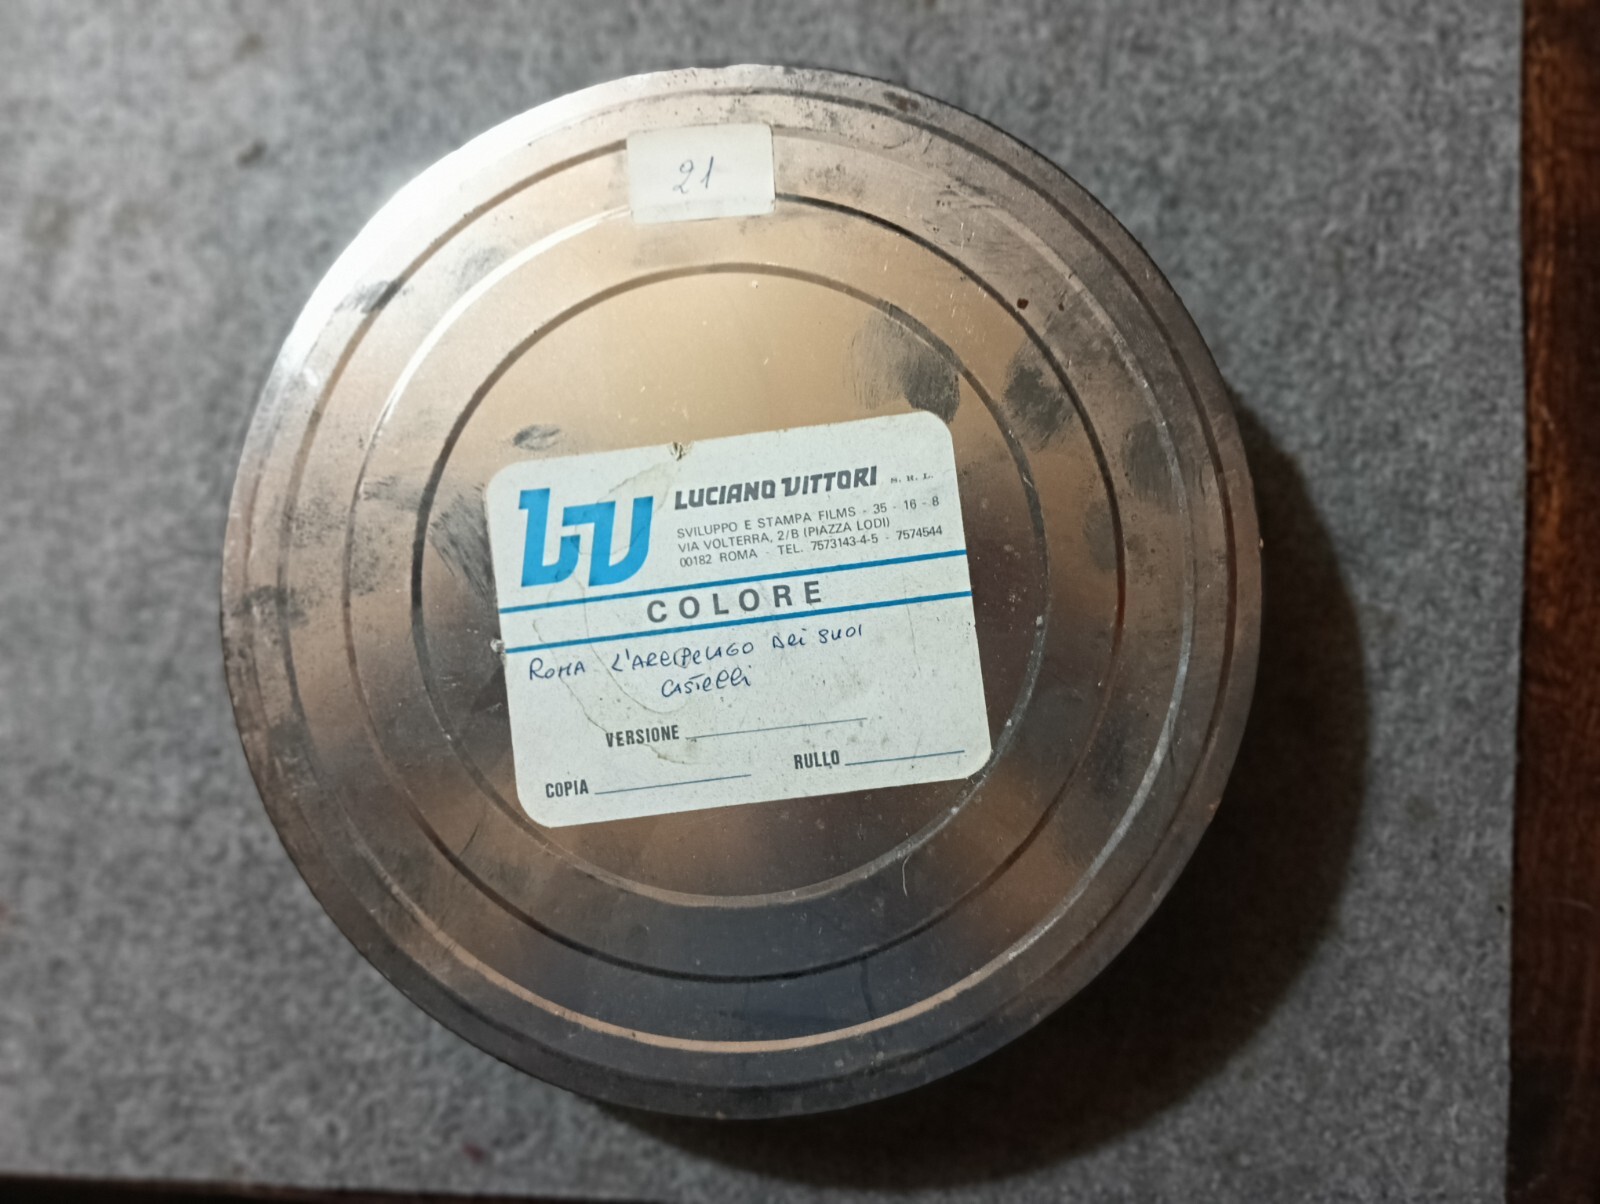 21
LV
LUCIANO VITTORI S.R.L.
SVILUPPO E STAMPA FILMS - 35 - 16 - 8
VIA VOLTERRA, 2/B (PIAZZA LODI)
00182 ROMA - TEL. 7573143-4-5 - 7574544
COLORE
ROMA L'ARCIPELAGO DEI SUOI
CASTELLI
VERSIONE
RULLO
COPIA